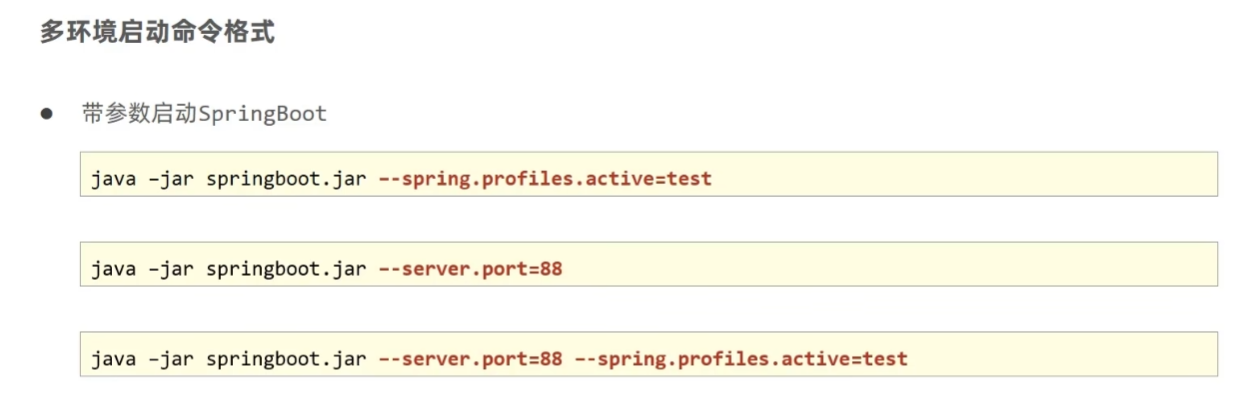 多环境启动命令格式
● 带参数启动SpringBoot
java –jar springboot.jar --spring.profiles.active=test
java –jar springboot.jar --server.port=88
java –jar springboot.jar --server.port=88 --spring.profiles.active=test